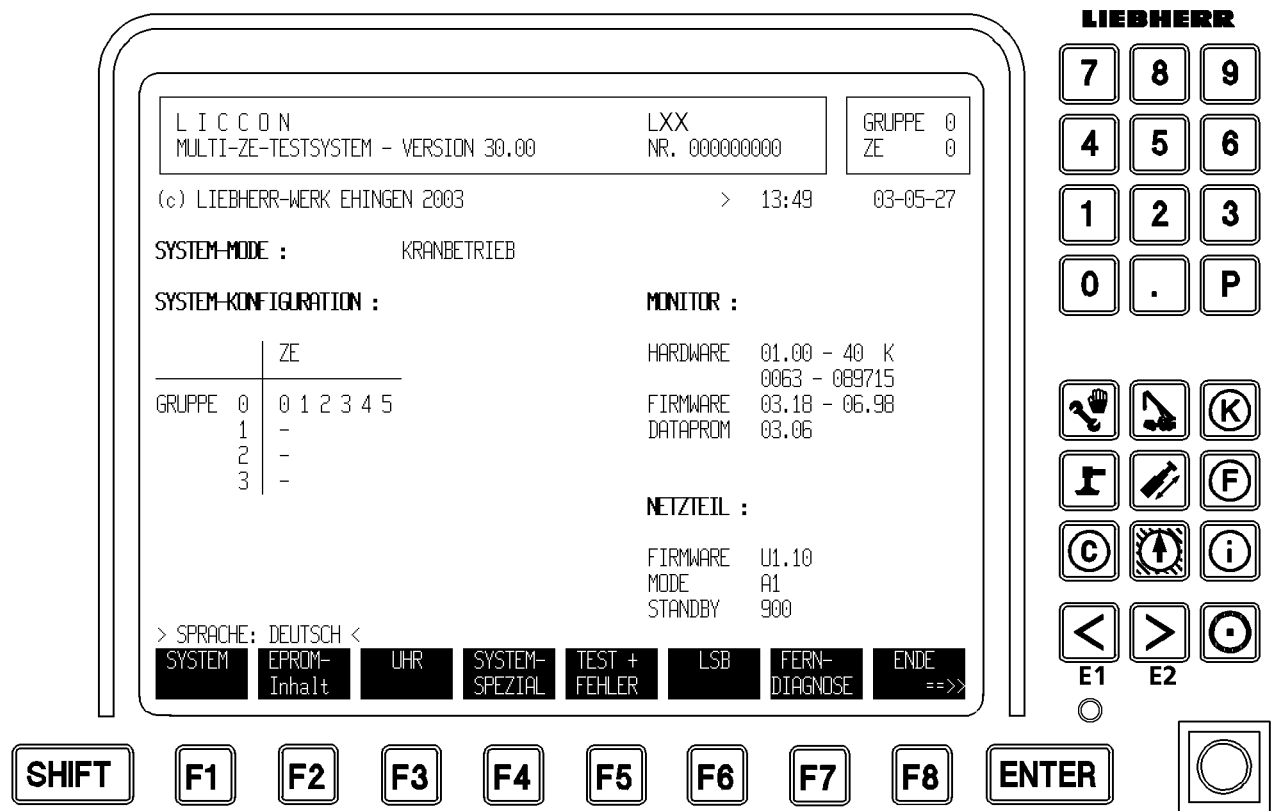 LIEBHERR
L I C C O N LXX GRUPPE 0
MULTI-ZE-TESTSYSTEM - VERSION 30.00 NR. 000000000 ZE 0
(c) LIEBHERR-WERK EHINGEN 2003 > 13:49 03-05-27
SYSTEM-MODE : KRANBETRIEB
SYSTEM-KONFIGURATION : MONITOR :
ZE HARDWARE 01.00 - 40 K
0063 - 089715
GRUPPE 0 0 1 2 3 4 5 FIRMWARE 03.18 - 06.98
1 - DATAPROM 03.06
2 -
3 -
NETZTEIL :
FIRMWARE U1.10
MODE A1
STANDBY 900
> SPRACHE: DEUTSCH <
SYSTEM EPROM- UHR SYSTEM- TEST + LSB FERN- ENDE
Inhalt SPEZIAL FEHLER DIAGNOSE ==>>
7 8 9
4 5 6
1 2 3
0 . P
K
F
C i
< >
E1 E2
SHIFT F1 F2 F3 F4 F5 F6 F7 F8 ENTER